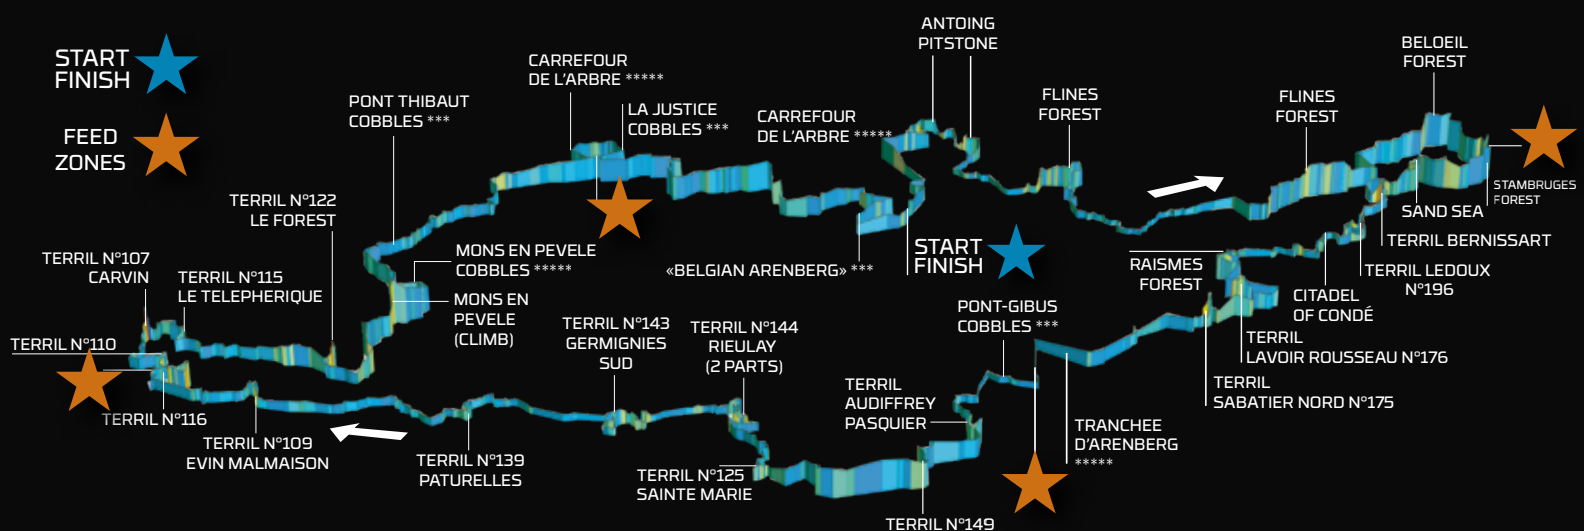 START
FINISH
FEED
ZONES
ANTOING
PITSTONE
CARREFOUR
DE L'ARBRE *****
LA JUSTICE
COBBLES ***
PONT THIBAUT
COBBLES ***
CARREFOUR
DE L'ARBRE *****
FLINES
FOREST
FLINES
FOREST
BELOEIL
FOREST
STAMBRUGES
FOREST
SAND SEA
TERRIL BERNISSART
TERRIL LEDOUX
N°196
CITADEL
OF CONDÉ
RAISMES
FOREST
TERRIL
LAVOIR ROUSSEAU N°176
TERRIL
SABATIER NORD N°175
TRANCHEE
D'ARENBERG
*****
PONT-GIBUS
COBBLES ***
TERRIL
AUDIFFREY
PASQUIER
TERRIL N°149
START
FINISH
«BELGIAN ARENBERG» ***
TERRIL N°144
RIEULAY
(2 PARTS)
TERRIL N°125
SAINTE MARIE
TERRIL N°143
GERMIGNIES
SUD
TERRIL N°139
PATURELLES
TERRIL N°109
EVIN MALMAISON
TERRIL N°116
TERRIL N°110
TERRIL N°107
CARVIN
TERRIL N°115
LE TELEPHERIQUE
TERRIL N°122
LE FOREST
MONS EN PEVELE
COBBLES *****
MONS EN
PEVELE
(CLIMB)